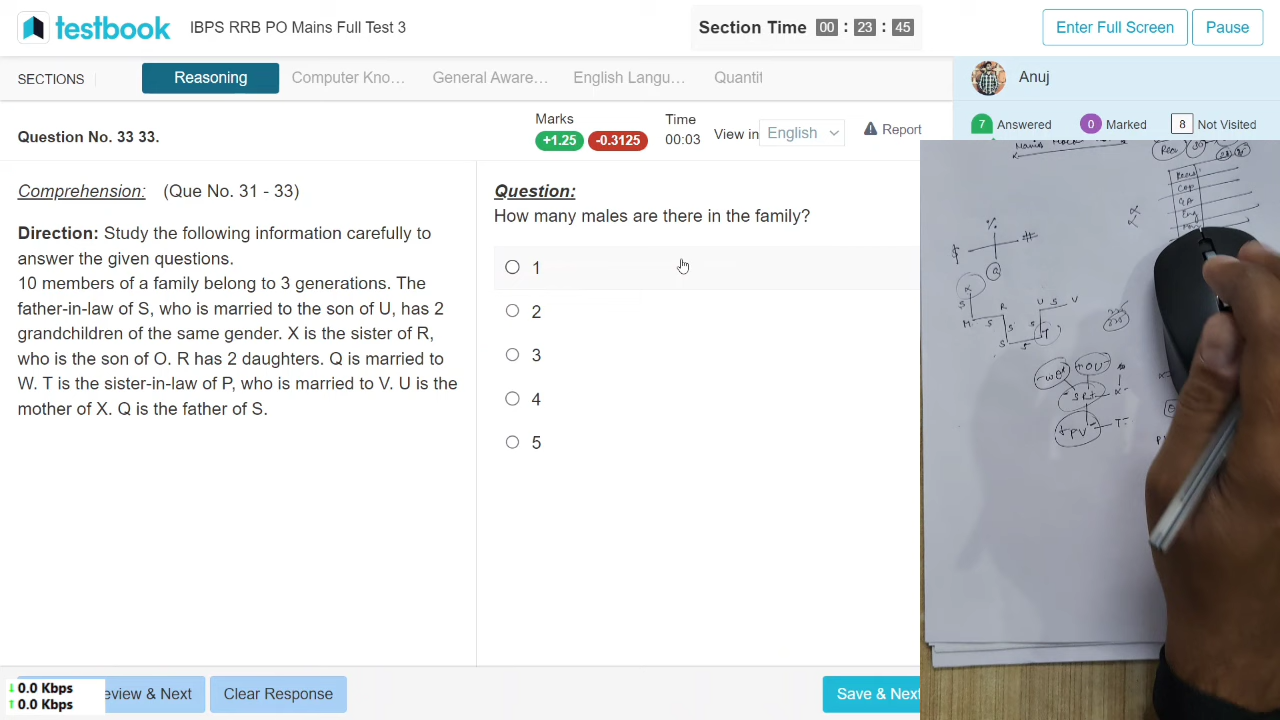 testbook
IBPS RRB PO Mains Full Test 3
Section Time 00 : 23 : 45
Enter Full Screen
Pause
SECTIONS
Reasoning
Computer Kno...
General Aware...
English Langu...
Quantit
Anuj
Question No. 33 33.
Marks
+1.25 -0.3125
Time
00:03
View in English
Report
7 Answered
0 Marked
8 Not Visited
Comprehension: (Que No. 31 - 33)
Direction: Study the following information carefully to
answer the given questions.
10 members of a family belong to 3 generations. The
father-in-law of S, who is married to the son of U, has 2
grandchildren of the same gender. X is the sister of R,
who is the son of O. R has 2 daughters. Q is married to
W. T is the sister-in-law of P, who is married to V. U is the
mother of X. Q is the father of S.
Question:
How many males are there in the family?
1
2
3
4
5
eview & Next
Clear Response
Save & Nex
↓ 0.0 Kbps
↑ 0.0 Kbps